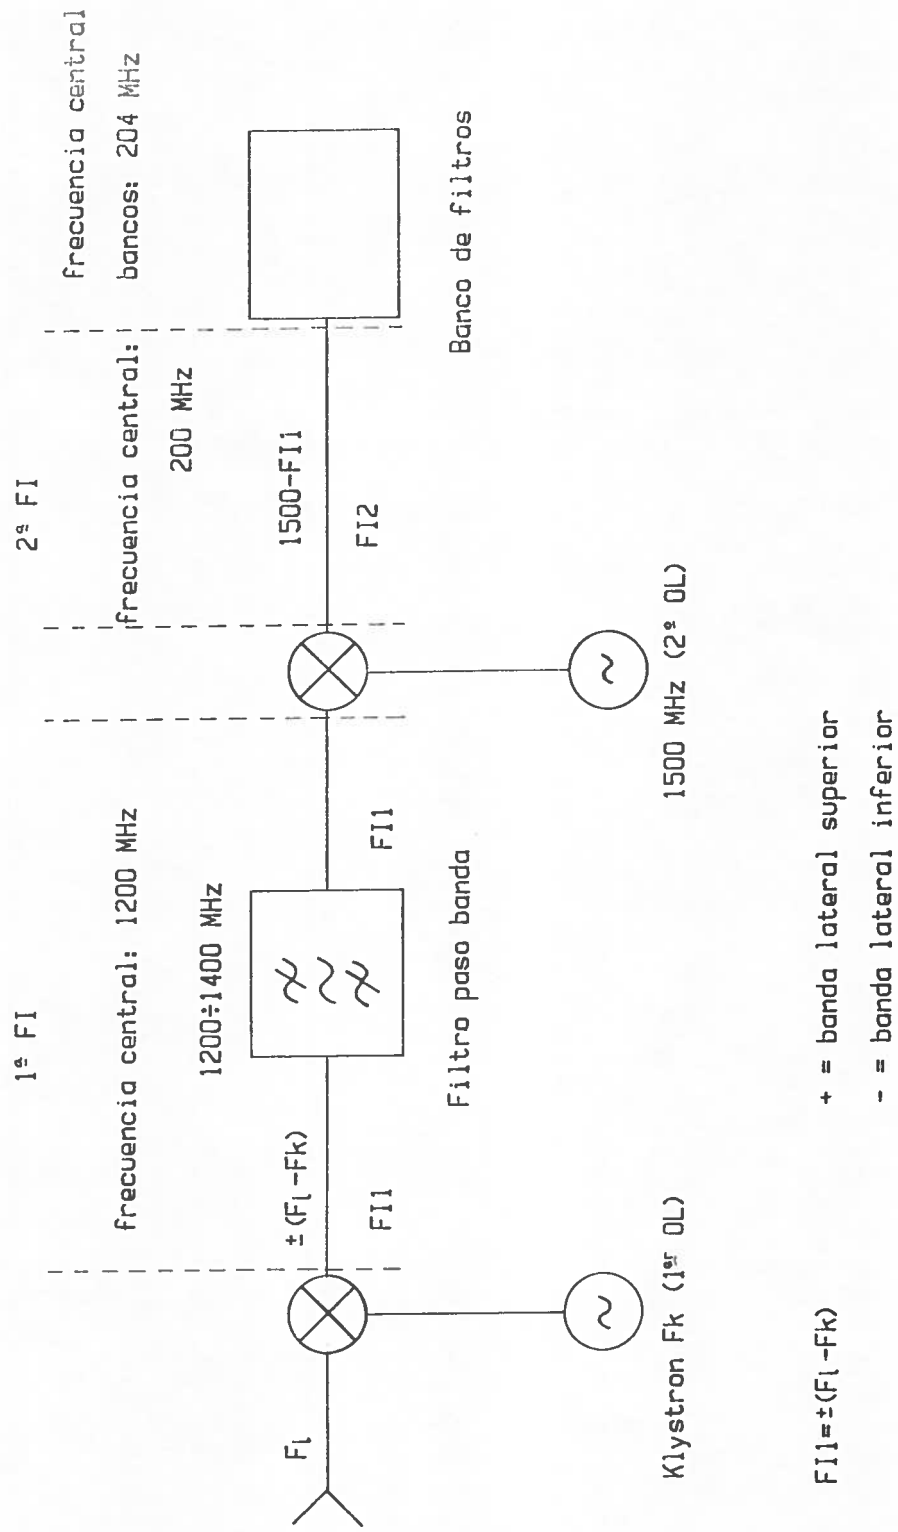 1ª FI
2ª FI
frecuencia central: 1200 MHz
frecuencia central:
200 MHz
frecuencia central
bancos: 204 MHz
1200÷1400 MHz
Fl
±(Fl-Fk)
FI1
FI1
1500-FI1
FI2
Filtro paso banda
Banco de filtros
Klystron Fk (1er OL)
1500 MHz (2º OL)
FI1=±(Fl-Fk)
+ = banda lateral superior
- = banda lateral inferior